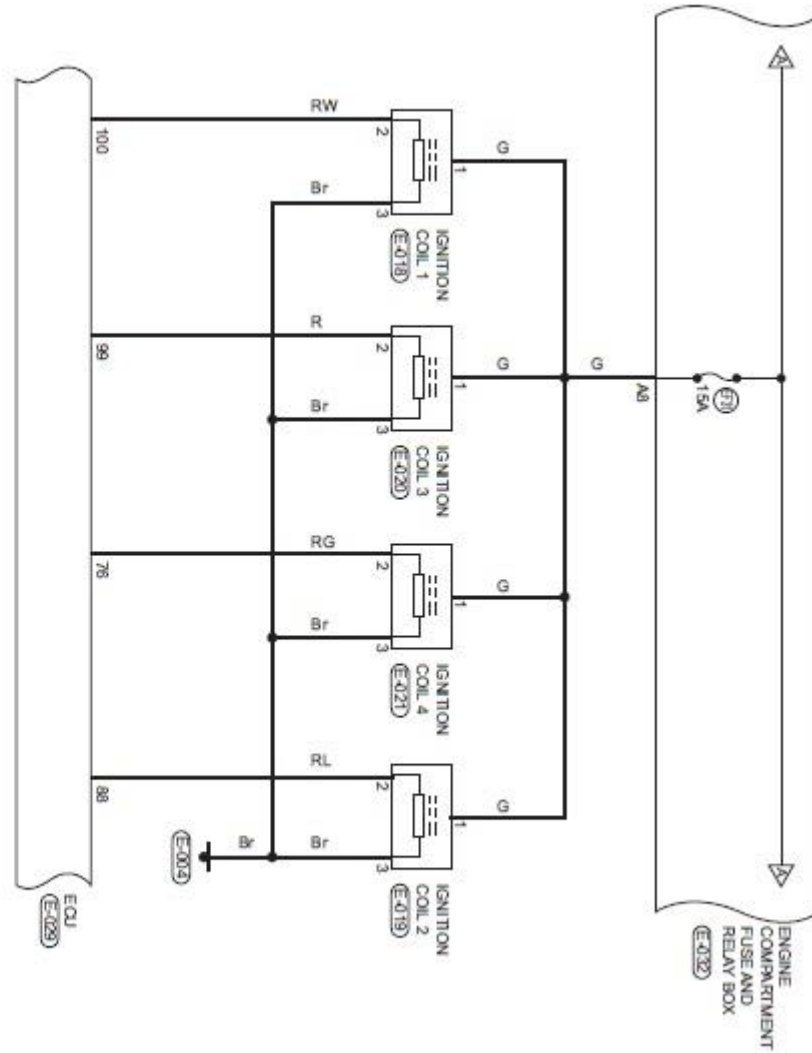 A
EF20
15A
A8
A
ENGINE
COMPARTMENT
FUSE AND
RELAY BOX
E-032
G
G
G
G
G
1
2
3
IGNITION
COIL 1
E-018
1
2
3
IGNITION
COIL 3
E-020
1
2
3
IGNITION
COIL 4
E-021
1
2
3
IGNITION
COIL 2
E-019
RW
Br
R
Br
RG
Br
RL
Br
Br
E-004
100
99
76
88
ECU
E-029